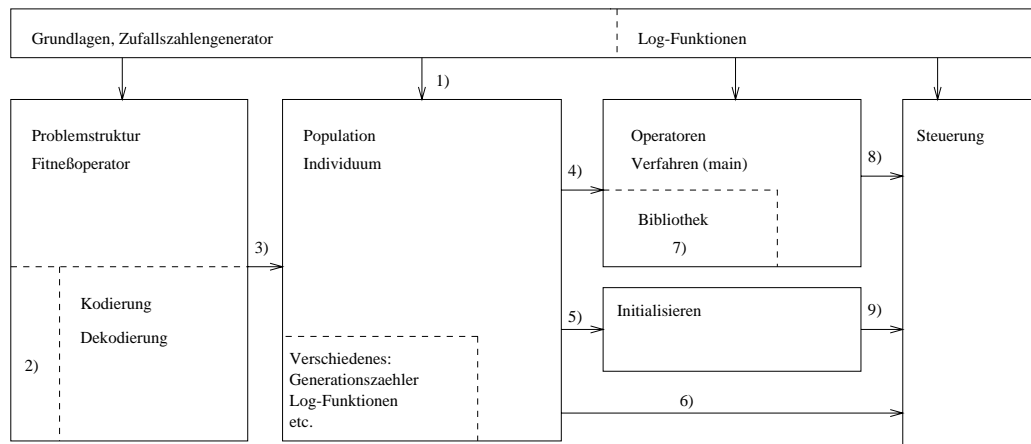 Grundlagen, Zufallszahlengenerator
Log-Funktionen
1)
Problemstruktur
Fitneßoperator
Kodierung
Dekodierung
2)
3)
Population
Individuum
Verschiedenes:
Generationszaehler
Log-Funktionen
etc.
4)
5)
6)
Operatoren
Verfahren (main)
Bibliothek
7)
Initialisieren
8)
9)
Steuerung